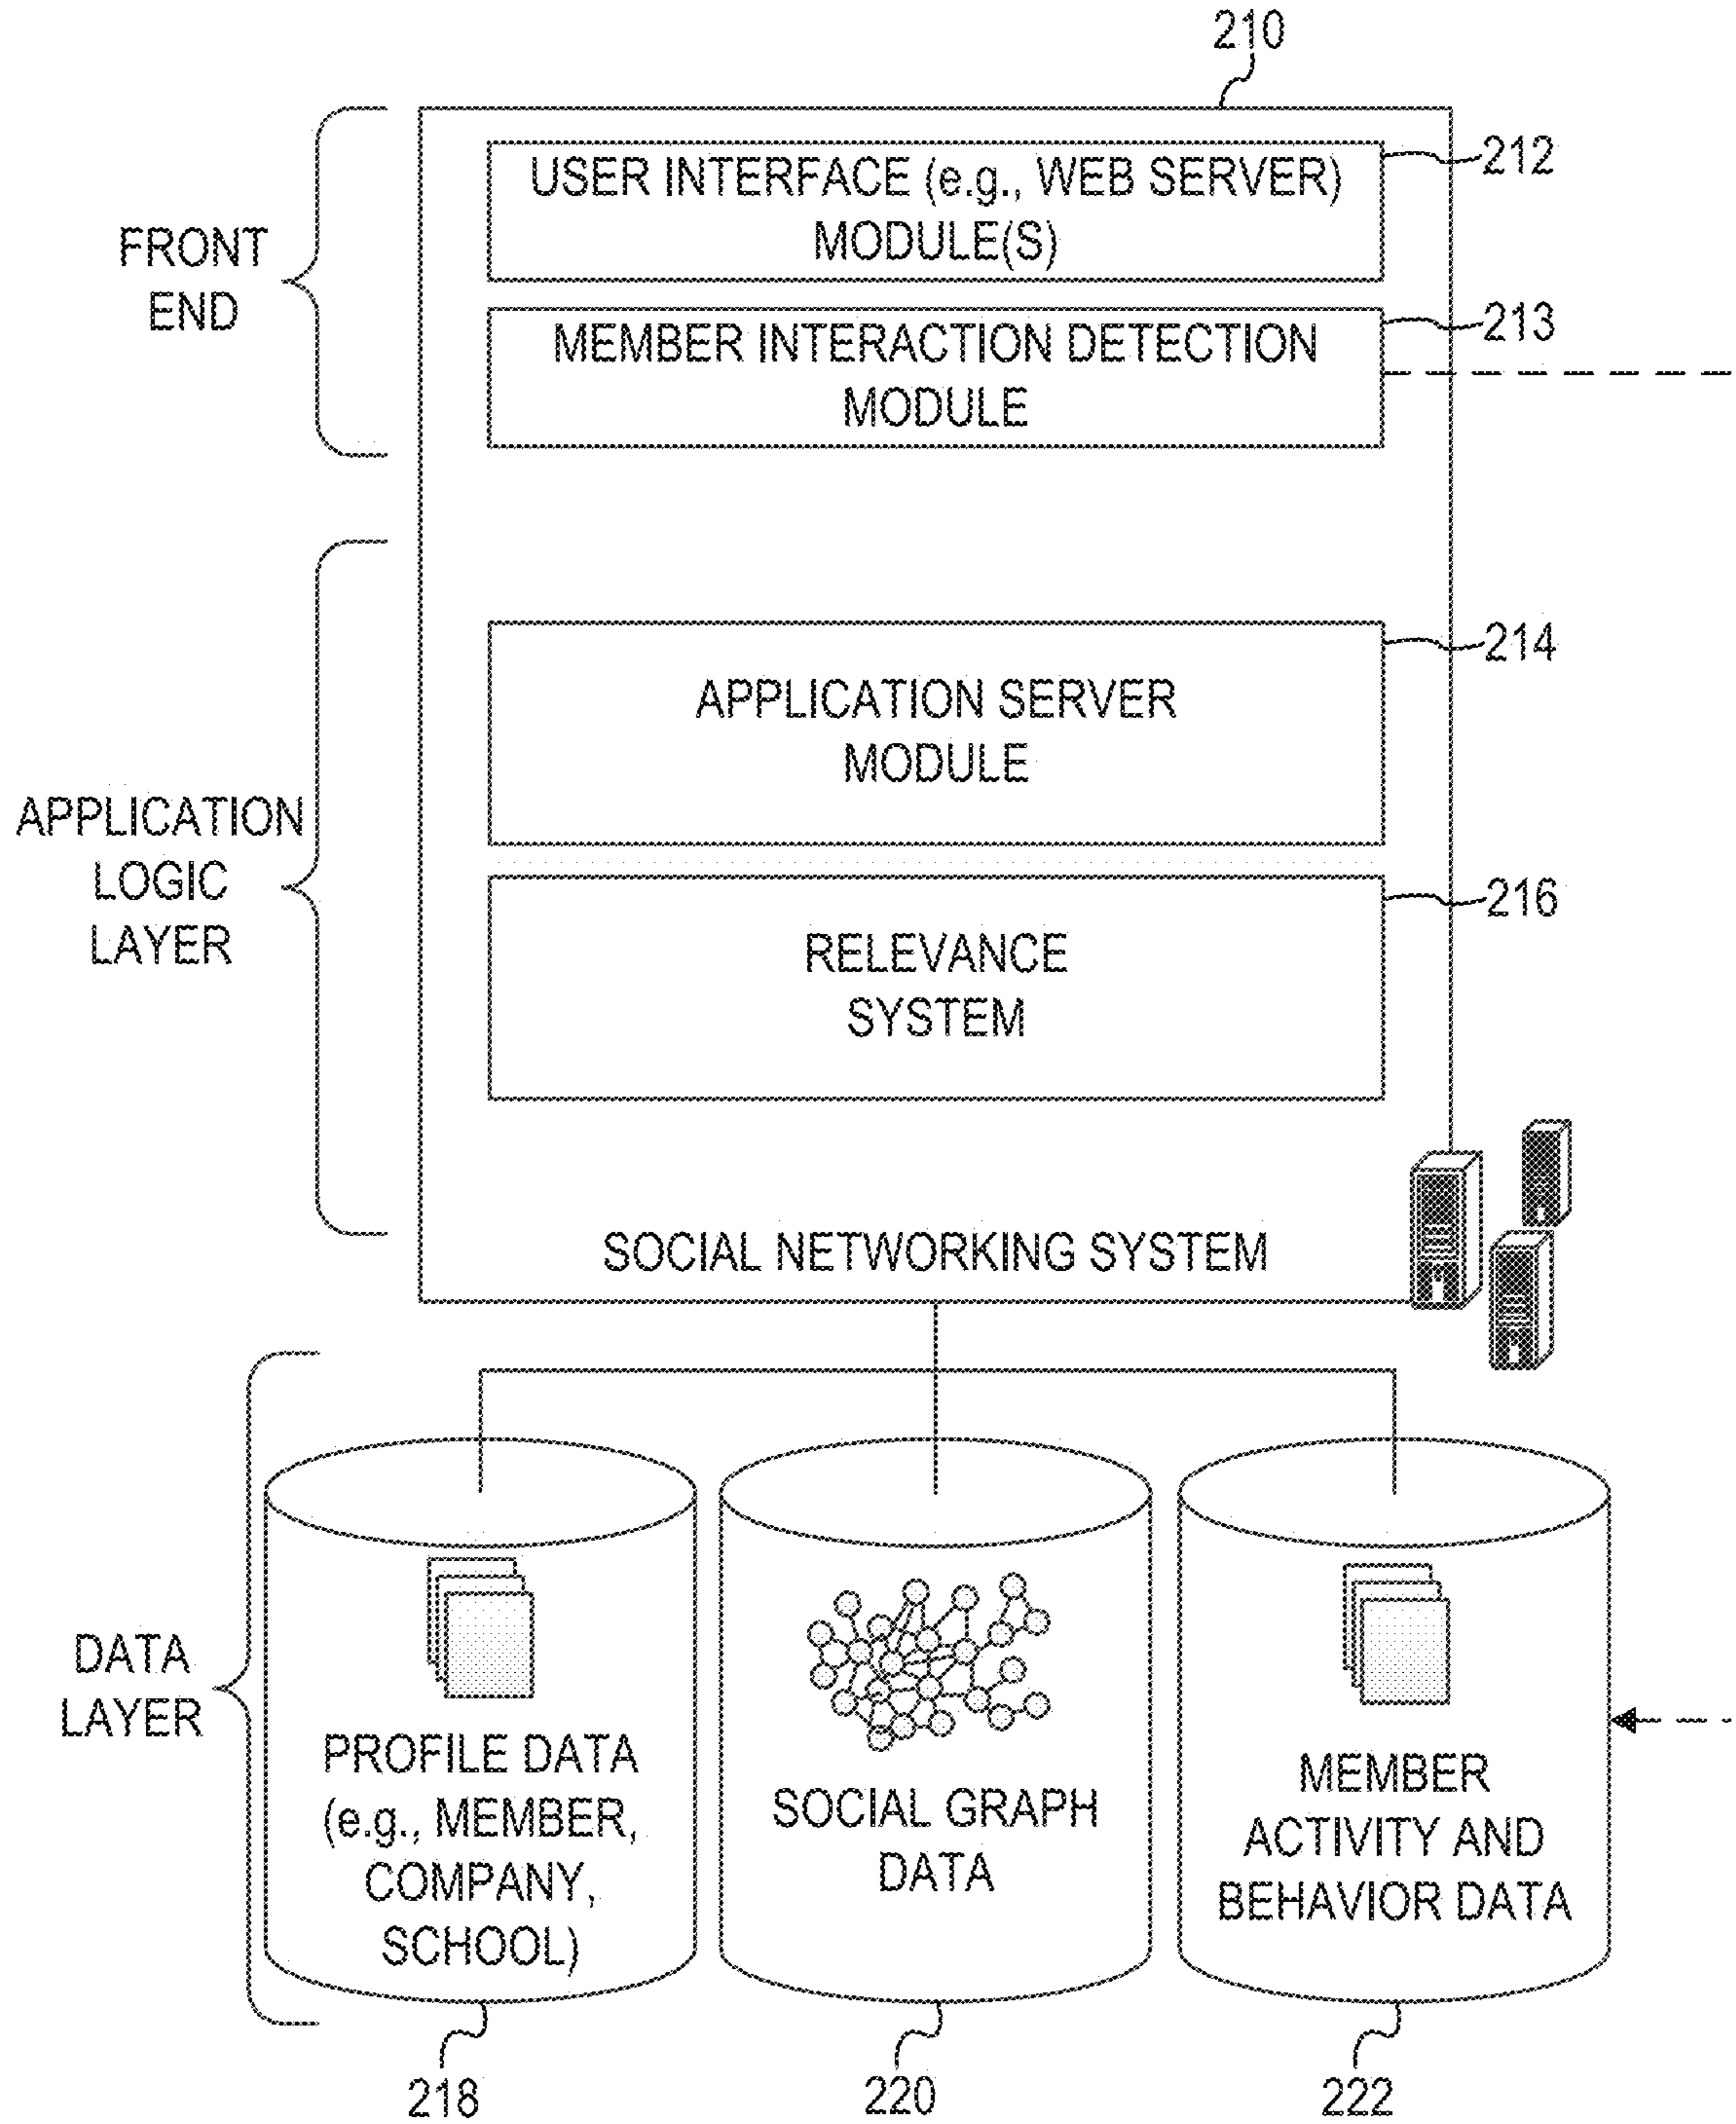 210
USER INTERFACE (e.g., WEB SERVER)
MODULE(S)
212
FRONT
END
MEMBER INTERACTION DETECTION
MODULE
213
APPLICATION SERVER
MODULE
214
APPLICATION
LOGIC
LAYER
RELEVANCE
SYSTEM
216
SOCIAL NETWORKING SYSTEM
DATA
LAYER
PROFILE DATA
(e.g., MEMBER,
COMPANY,
SCHOOL)
SOCIAL GRAPH
DATA
MEMBER
ACTIVITY AND
BEHAVIOR DATA
218
220
222